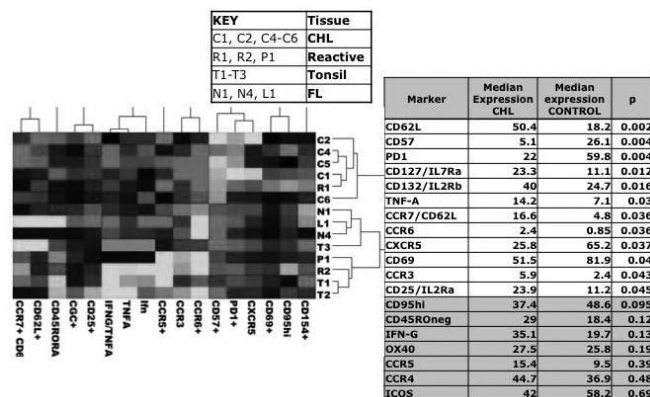 KEY Tissue
C1, C2, C4-C6 CHL
R1, R2, P1 Reactive
T1-T3 Tonsil
N1, N4, L1 FL
C2
C4
C5
C1
R1
C6
N1
L1
N4
T3
P1
R2
T1
T2
CCR7+ CD6
CD62L+
CD45RORA
CGC+
CD25+
IFNG/TNFA
TNFA
Ifn
CCR5+
CCR3
CCR6+
CD57+
PD1+
CXCR5
CD69+
CD95hi
CD154+
Marker Median Expression CHL Median expression CONTROL p
CD62L 50.4 18.2 0.002
CD57 5.1 26.1 0.004
PD1 22 59.8 0.004
CD127/IL7Ra 23.3 11.1 0.012
CD132/IL2Rb 40 24.7 0.016
TNF-A 14.2 7.1 0.03
CCR7/CD62L 16.6 4.8 0.036
CCR6 2.4 0.85 0.036
CXCR5 25.8 65.2 0.037
CD69 51.5 81.9 0.04
CCR3 5.9 2.4 0.043
CD25/IL2Ra 23.9 11.2 0.045
CD95hi 37.4 48.6 0.095
CD45ROneg 29 18.4 0.12
IFN-G 35.1 19.7 0.13
OX40 27.5 25.8 0.19
CCR5 15.4 9.5 0.39
CCR4 44.7 36.9 0.48
ICOS 42 58.2 0.69